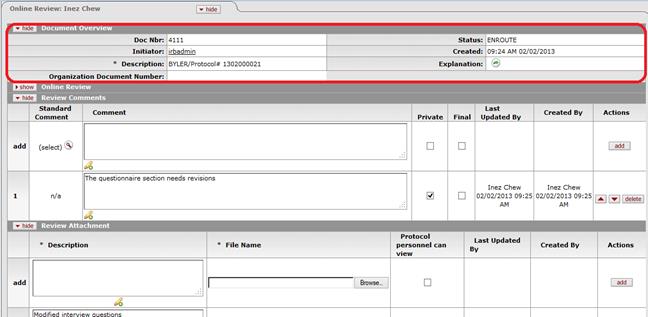 Online Review: Inez Chew
hide
hide Document Overview
Doc Nbr: 4111 Status: ENROUTE
Initiator: irbadmin Created: 09:24 AM 02/02/2013
* Description: BYLER/Protocol# 1302000021 Explanation:
Organization Document Number:
show Online Review
hide Review Comments
Standard Comment Comment Private Final Last Updated By Created By Actions
add (select) add
1 n/a The questionnaire section needs revisions Inez Chew 02/02/2013 09:25 AM Inez Chew 02/02/2013 09:25 AM delete
hide Review Attachment
* Description * File Name Protocol personnel can view Last Updated By Created By Actions
add Browse.. add
Modified interview questions